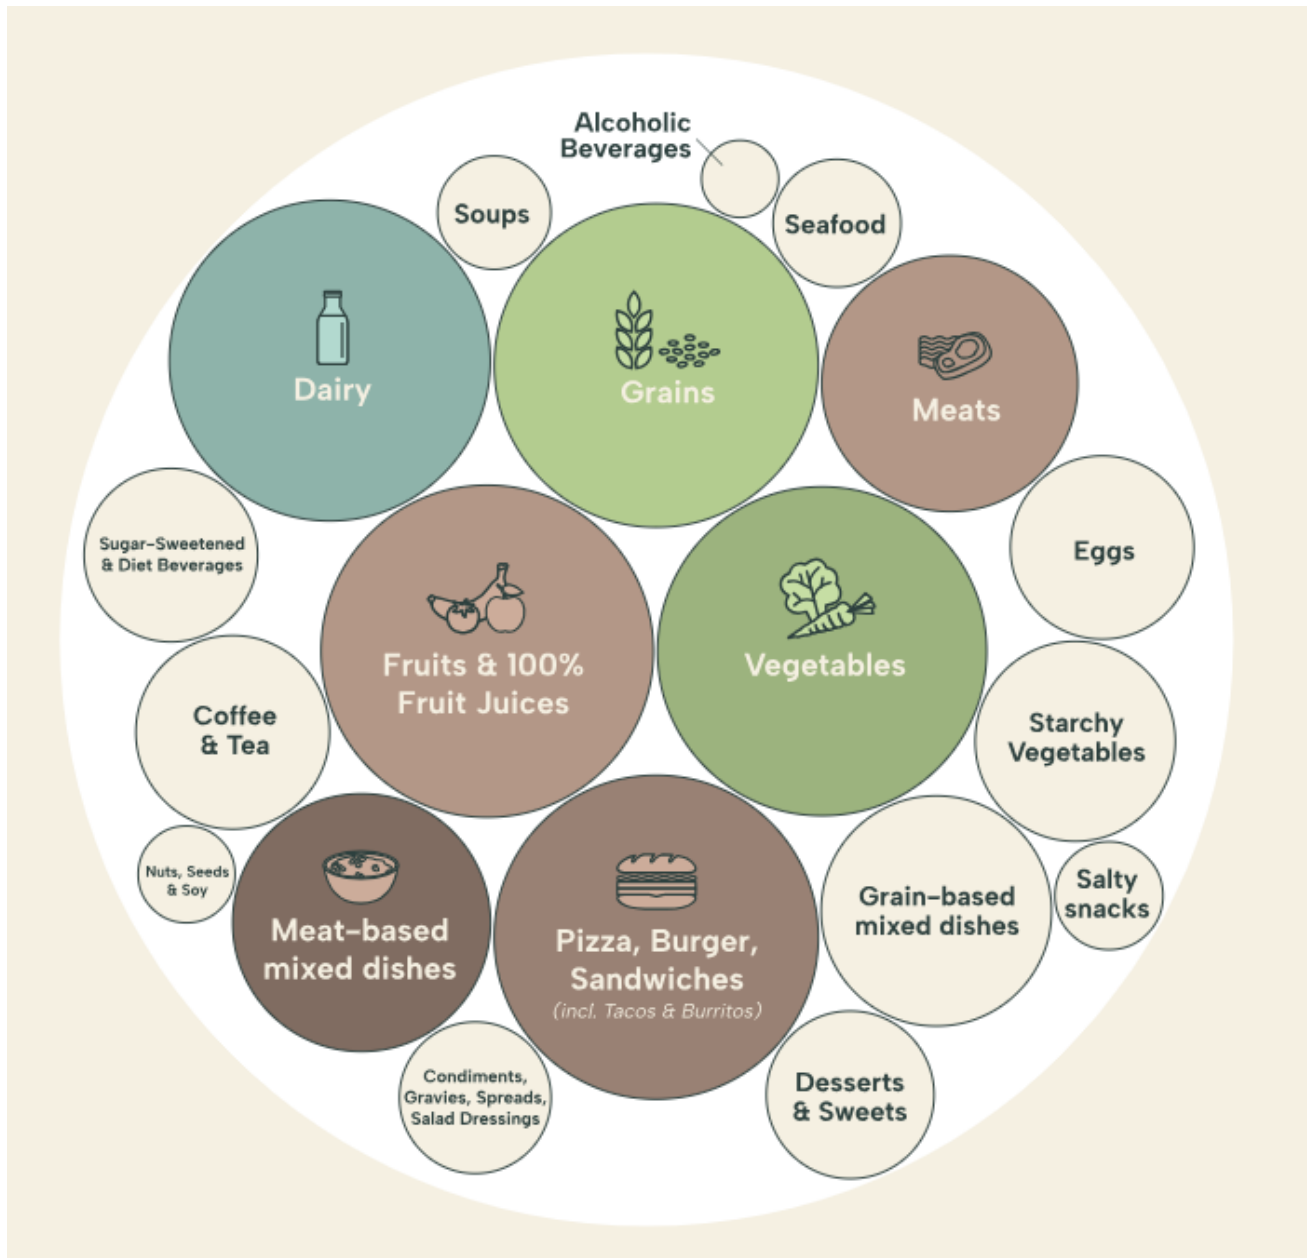 Alcoholic
Beverages
Soups
Seafood
Dairy
Grains
Meats
Sugar-Sweetened
& Diet Beverages
Eggs
Fruits & 100%
Fruit Juices
Vegetables
Coffee
& Tea
Starchy
Vegetables
Nuts, Seeds
& Soy
Meat-based
mixed dishes
Pizza, Burger,
Sandwiches
(incl. Tacos & Burritos)
Grain-based
mixed dishes
Salty
snacks
Condiments,
Gravies, Spreads,
Salad Dressings
Desserts
& Sweets